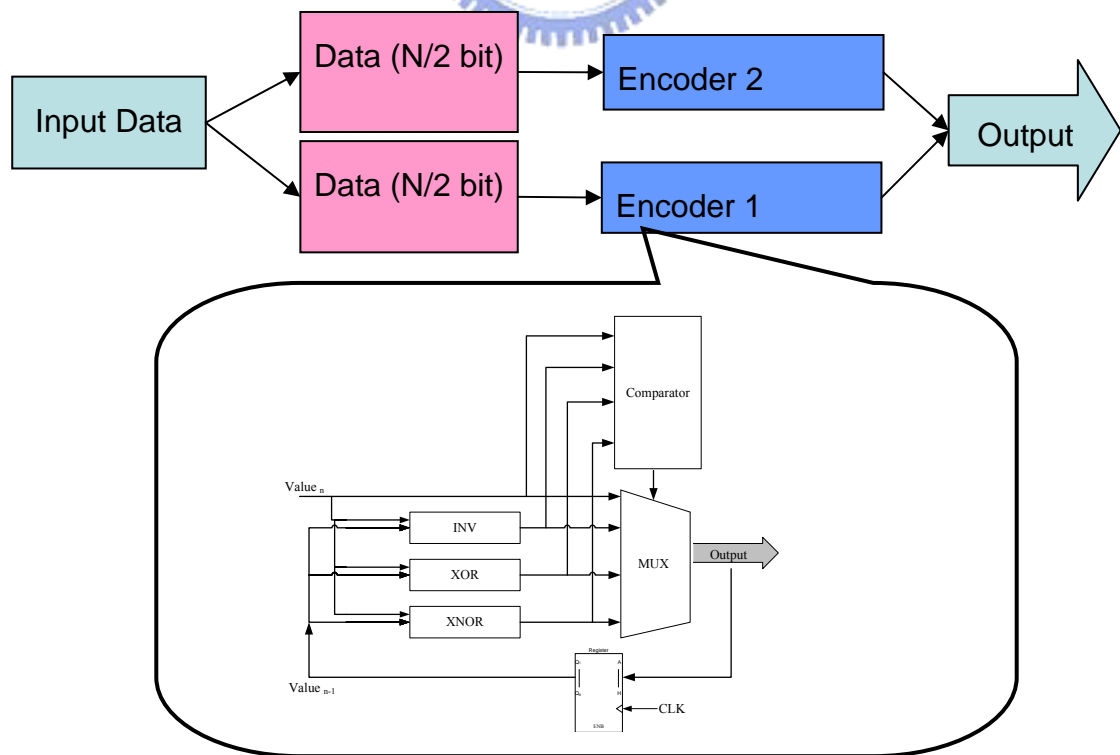 Data (N/2 bit)
Encoder 2
Input Data
Output
Data (N/2 bit)
Encoder 1
Comparator
Value n
INV
XOR
XNOR
MUX
Output
Register
A
H
Value n-1
CLK
ENB